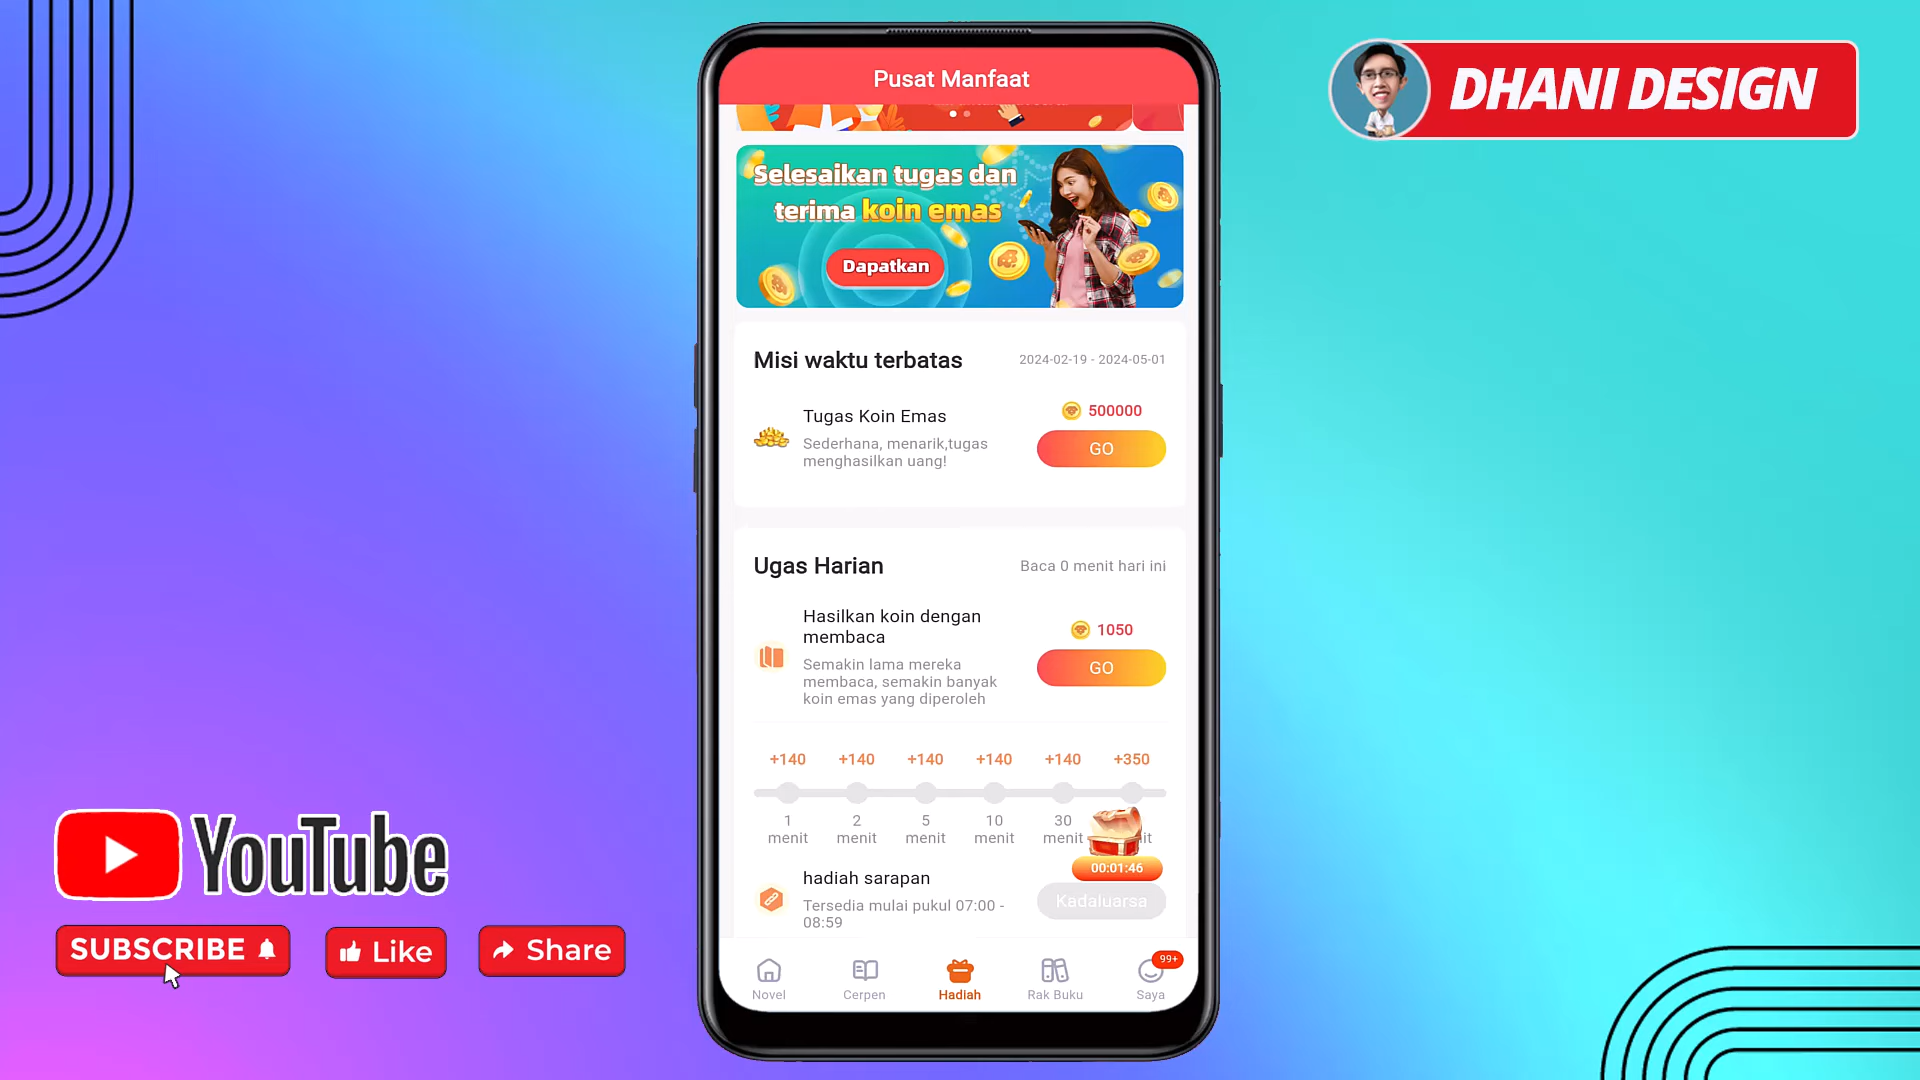 Pusat Manfaat
DHANI DESIGN
Selesaikan tugas dan
terima koin emas
Dapatkan
Misi waktu terbatas
2024-02-19 - 2024-05-01
Tugas Koin Emas
500000
Sederhana, menarik,tugas
menghasilkan uang!
GO
Ugas Harian
Baca 0 menit hari ini
Hasilkan koin dengan
membaca
1050
Semakin lama mereka
membaca, semakin banyak
koin emas yang diperoleh
GO
+140 +140 +140 +140 +140 +350
1 2 5 10 30
menit menit menit menit menit
00:01:46
hadiah sarapan
Kadaluarsa
Tersedia mulai pukul 07:00 -
08:59
99+
Novel Cerpen Hadiah Rak Buku Saya
YouTube
SUBSCRIBE Like Share